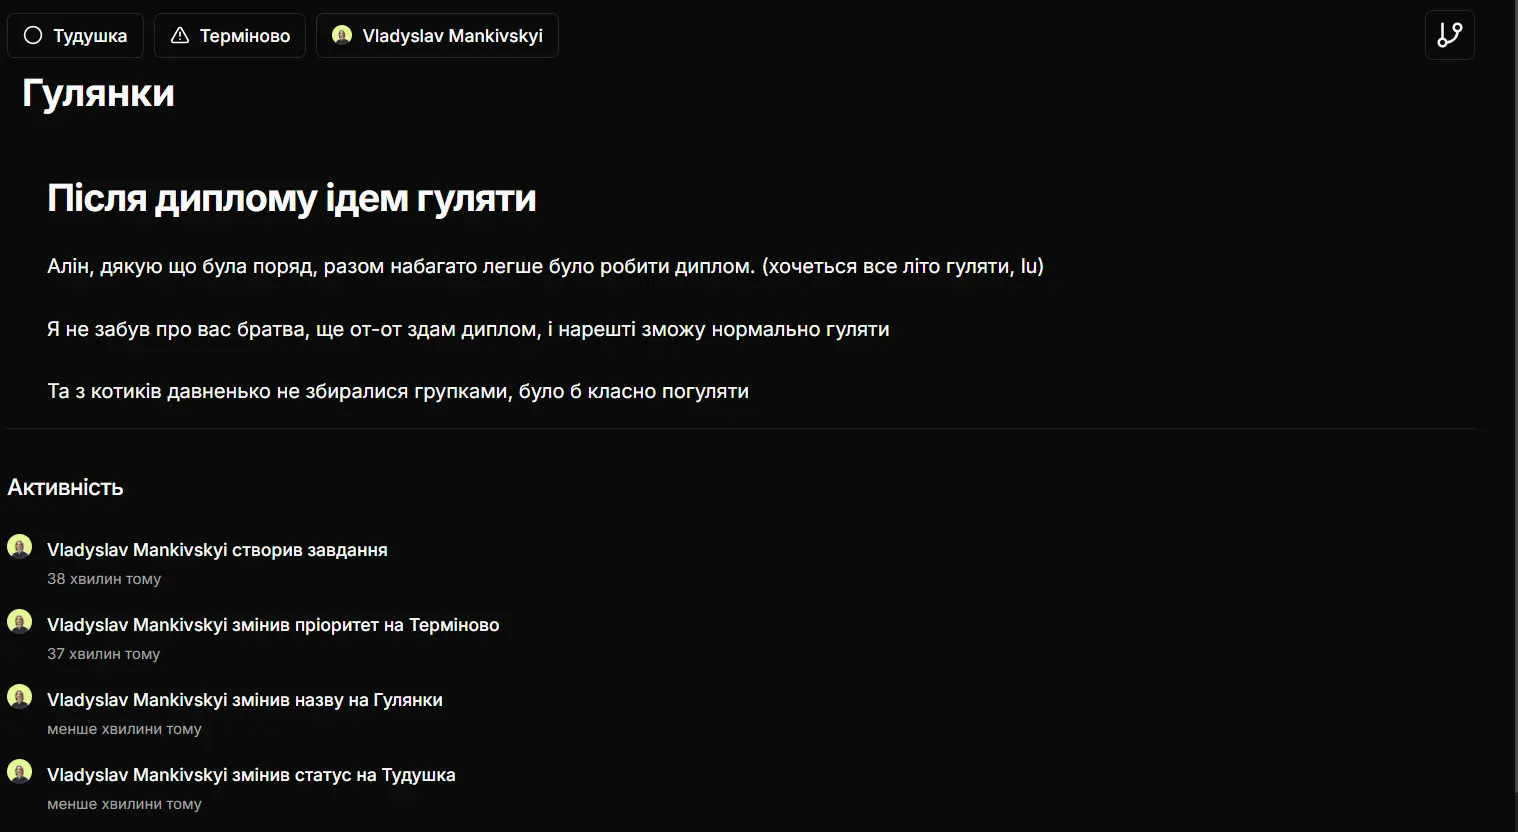 Тудушка
Терміново
Vladyslav Mankivskyi
Гулянки
Після диплому ідем гуляти
Алін, дякую що була поряд, разом набагато легше було робити диплом. (хочеться все літо гуляти, lu)
Я не забув про вас братва, ще от-от здам диплом, і нарешті зможу нормально гуляти
Та з котиків давненько не збиралися групками, було б класно погуляти
Активність
Vladyslav Mankivskyi створив завдання
38 хвилин тому
Vladyslav Mankivskyi змінив пріоритет на Терміново
37 хвилин тому
Vladyslav Mankivskyi змінив назву на Гулянки
менше хвилини тому
Vladyslav Mankivskyi змінив статус на Тудушка
менше хвилини тому